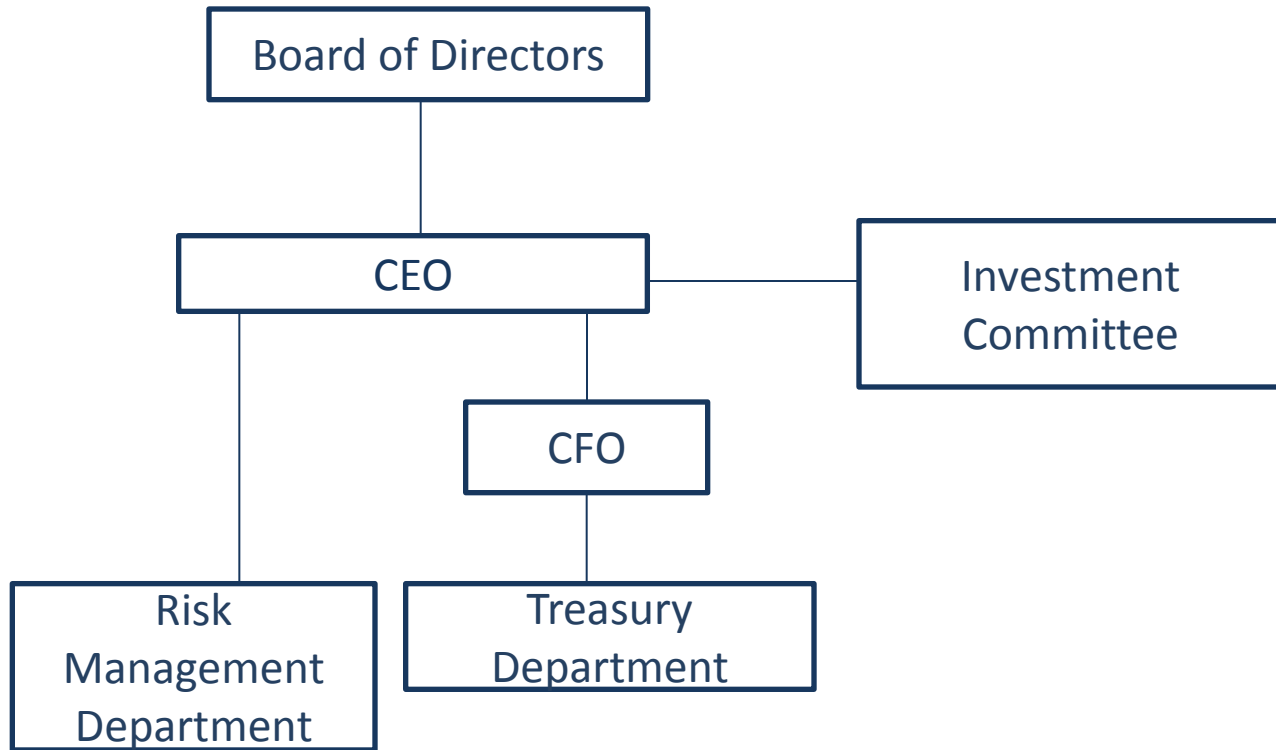 Board of Directors
CEO
Investment
Committee
CFO
Risk
Management
Department
Treasury
Department